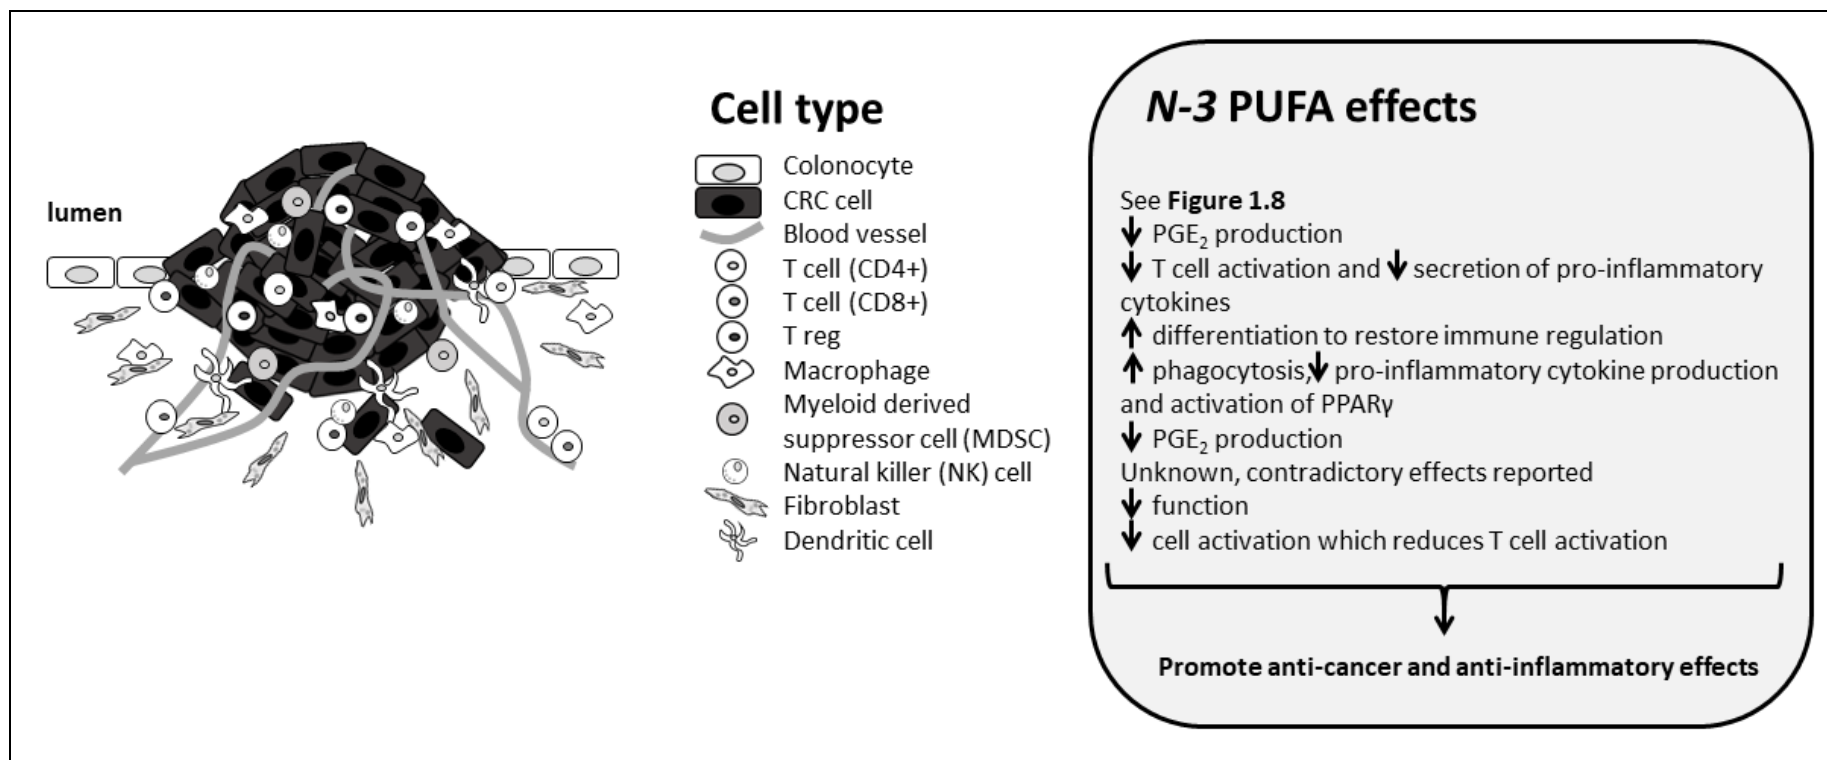 lumen
Cell type
Colonocyte
CRC cell
Blood vessel
T cell (CD4+)
T cell (CD8+)
T reg
Macrophage
Myeloid derived
suppressor cell (MDSC)
Natural killer (NK) cell
Fibroblast
Dendritic cell
N-3 PUFA effects
See Figure 1.8
↓ PGE₂ production
↓ T cell activation and ↓ secretion of pro-inflammatory
cytokines
↑ differentiation to restore immune regulation
↑ phagocytosis,↓ pro-inflammatory cytokine production
and activation of PPARγ
↓ PGE₂ production
Unknown, contradictory effects reported
↓ function
↓ cell activation which reduces T cell activation
Promote anti-cancer and anti-inflammatory effects